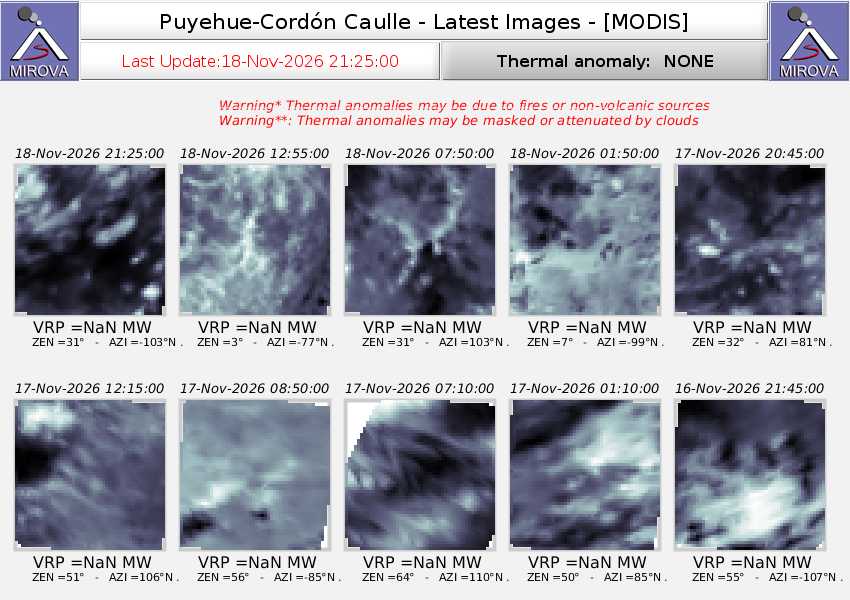 Puyehue-Cordón Caulle - Latest Images - [MODIS]
MIROVA
Last Update:18-Nov-2026 21:25:00
Thermal anomaly: NONE
MIROVA
Warning* Thermal anomalies may be due to fires or non-volcanic sources
Warning**: Thermal anomalies may be masked or attenuated by clouds
18-Nov-2026 21:25:00 18-Nov-2026 12:55:00 18-Nov-2026 07:50:00 18-Nov-2026 01:50:00 17-Nov-2026 20:45:00
VRP =NaN MW VRP =NaN MW VRP =NaN MW VRP =NaN MW VRP =NaN MW
ZEN =31° - AZI =-103°N . ZEN =3° - AZI =-77°N . ZEN =31° - AZI =103°N . ZEN =7° - AZI =-99°N . ZEN =32° - AZI =81°N .
17-Nov-2026 12:15:00 17-Nov-2026 08:50:00 17-Nov-2026 07:10:00 17-Nov-2026 01:10:00 16-Nov-2026 21:45:00
VRP =NaN MW VRP =NaN MW VRP =NaN MW VRP =NaN MW VRP =NaN MW
ZEN =51° - AZI =106°N . ZEN =56° - AZI =-85°N . ZEN =64° - AZI =110°N . ZEN =50° - AZI =85°N . ZEN =55° - AZI =-107°N .